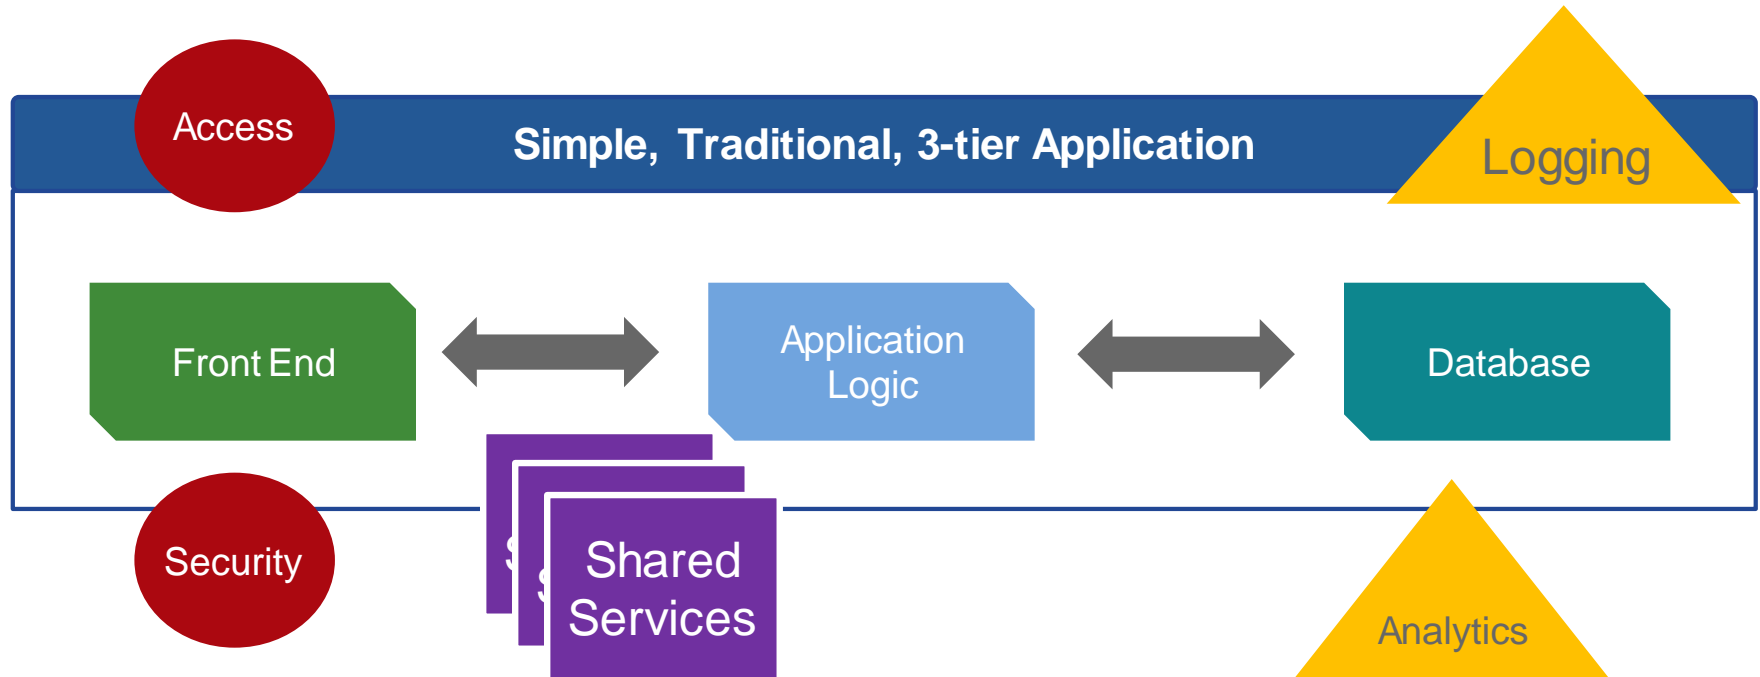 Access
Simple, Traditional, 3-tier Application
Logging
Front End
Application
Logic
Database
Security
S
S
Shared
Services
Analytics